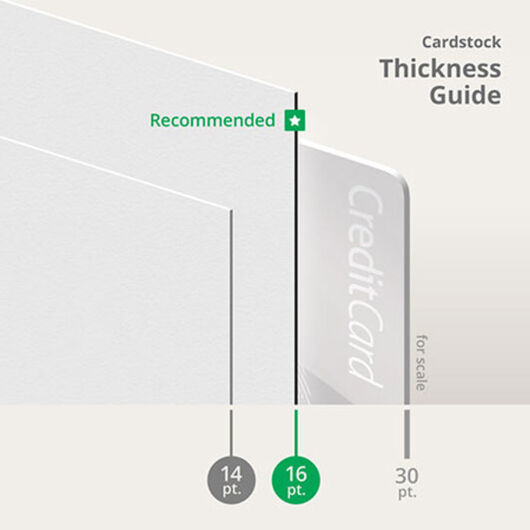 Cardstock
Thickness
Guide
Recommended
CreditCard
for scale
14
pt.
16
pt.
30
pt.